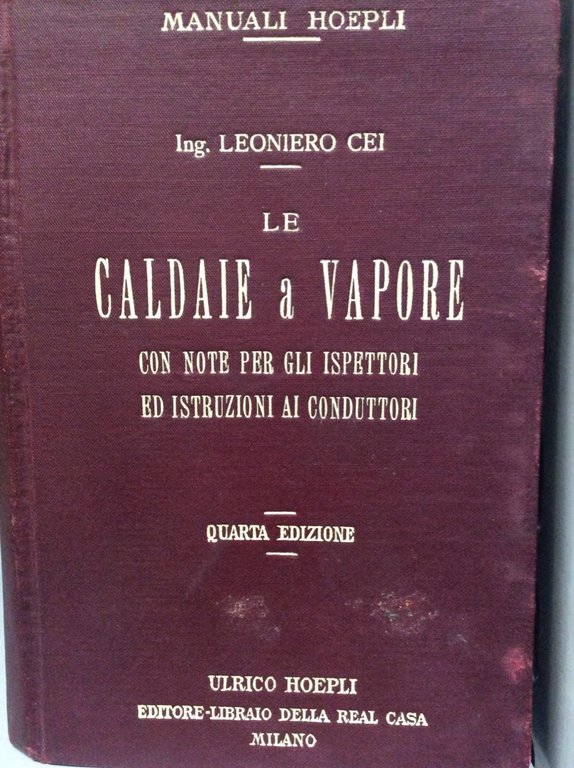 MANUALI HOEPLI
Ing. LEONIERO CEI
LE
CALDAIE a VAPORE
CON NOTE PER GLI ISPETTORI
ED ISTRUZIONI AI CONDUTTORI
QUARTA EDIZIONE
ULRICO HOEPLI
EDITORE-LIBRAIO DELLA REAL CASA
MILANO